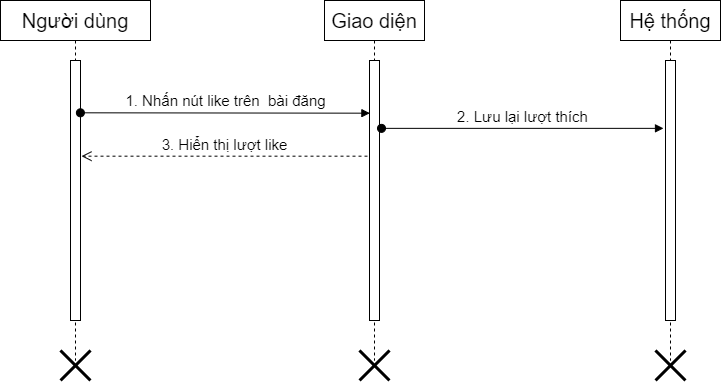 Người dùng
Giao diện
Hệ thống
1. Nhấn nút like trên bài đăng
2. Lưu lại lượt thích
3. Hiển thị lượt like